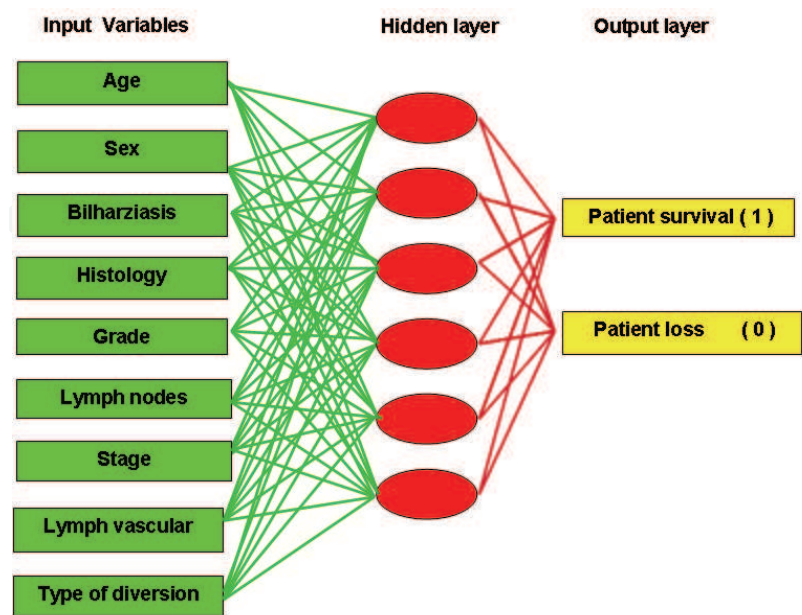 Input Variables
Hidden layer
Output layer
Age
Sex
Bilharziasis
Histology
Grade
Lymph nodes
Stage
Lymph vascular
Type of diversion
Patient survival ( 1 )
Patient loss ( 0 )